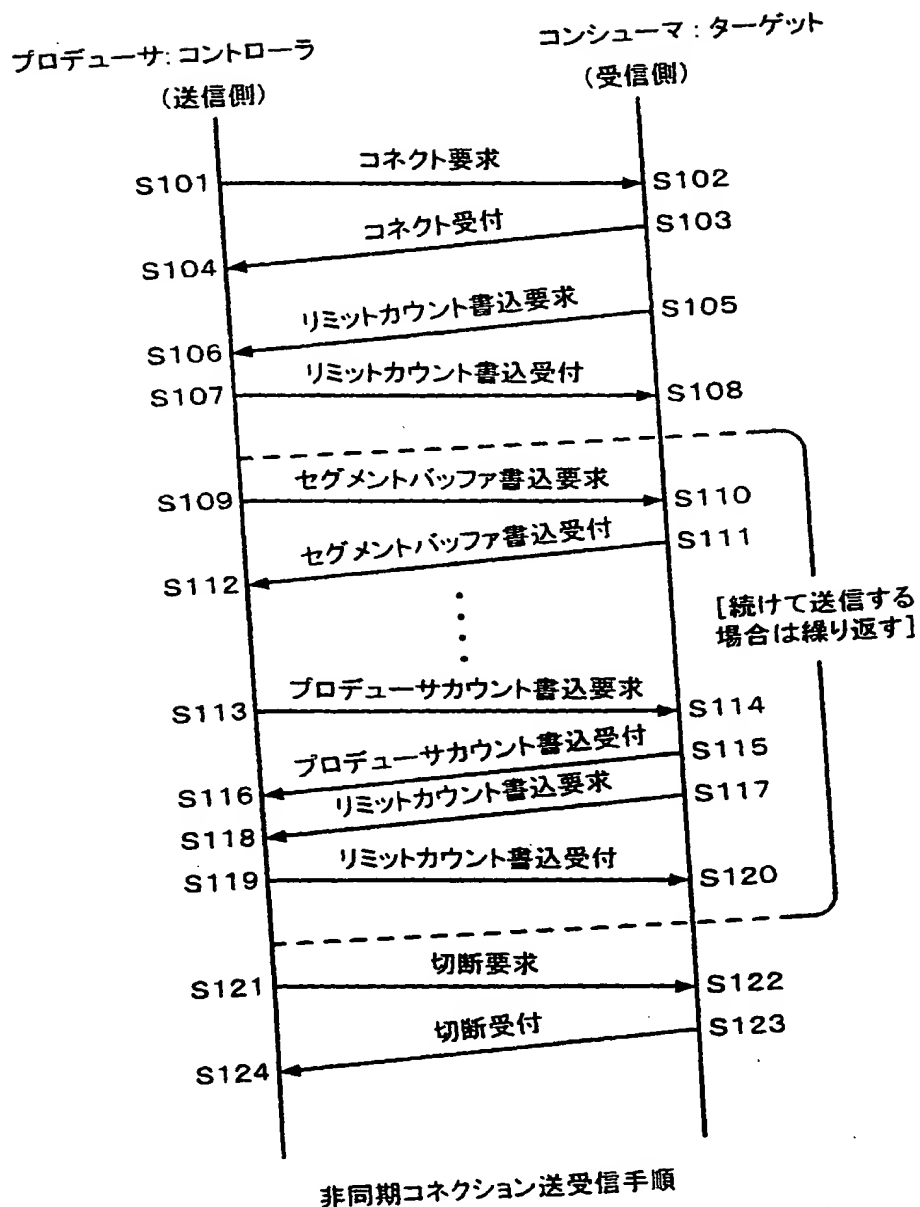 プロデューサ:コントローラ
(送信側)
コンシューマ:ターゲット
(受信側)
S101
コネクト要求
S102
コネクト受付
S103
S104
リミットカウント書込要求
S105
S106
S107
リミットカウント書込受付
S108
S109
セグメントバッファ書込要求
S110
セグメントバッファ書込受付
S111
S112
[続けて送信する
場合は繰り返す]
S113
プロデューサカウント書込要求
S114
プロデューサカウント書込受付
S115
S116
リミットカウント書込要求
S117
S118
S119
リミットカウント書込受付
S120
S121
切断要求
S122
切断受付
S123
S124
非同期コネクション送受信手順